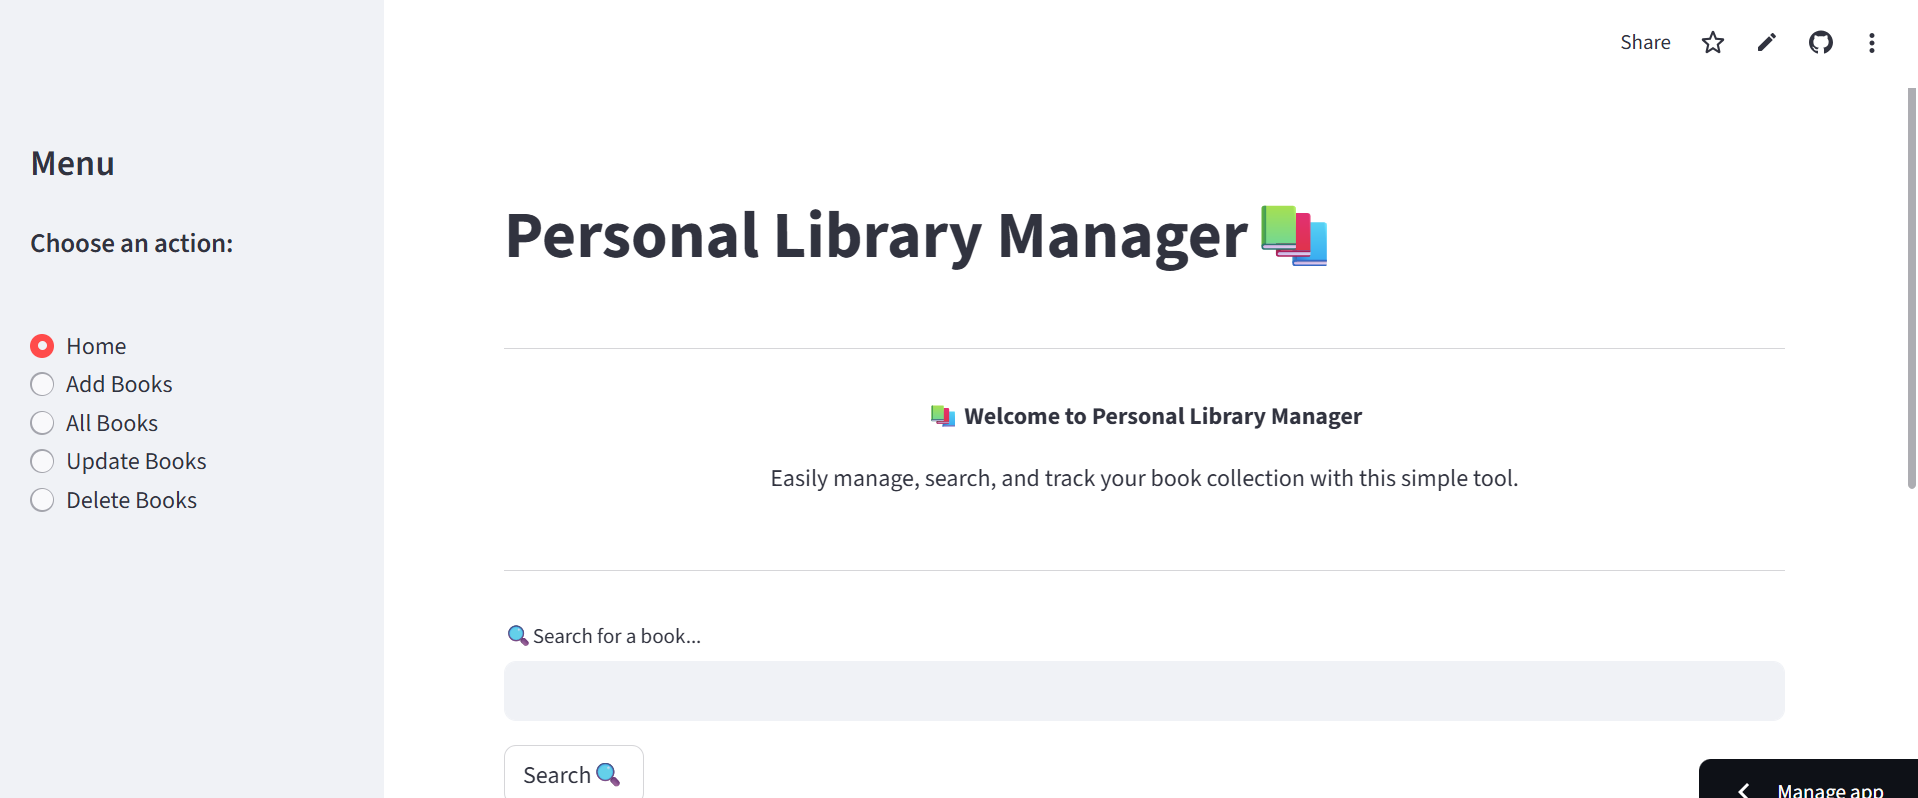 Share
Menu
Choose an action:
Home
Add Books
All Books
Update Books
Delete Books
Personal Library Manager
Welcome to Personal Library Manager
Easily manage, search, and track your book collection with this simple tool.
Search for a book...
Search
Manage app